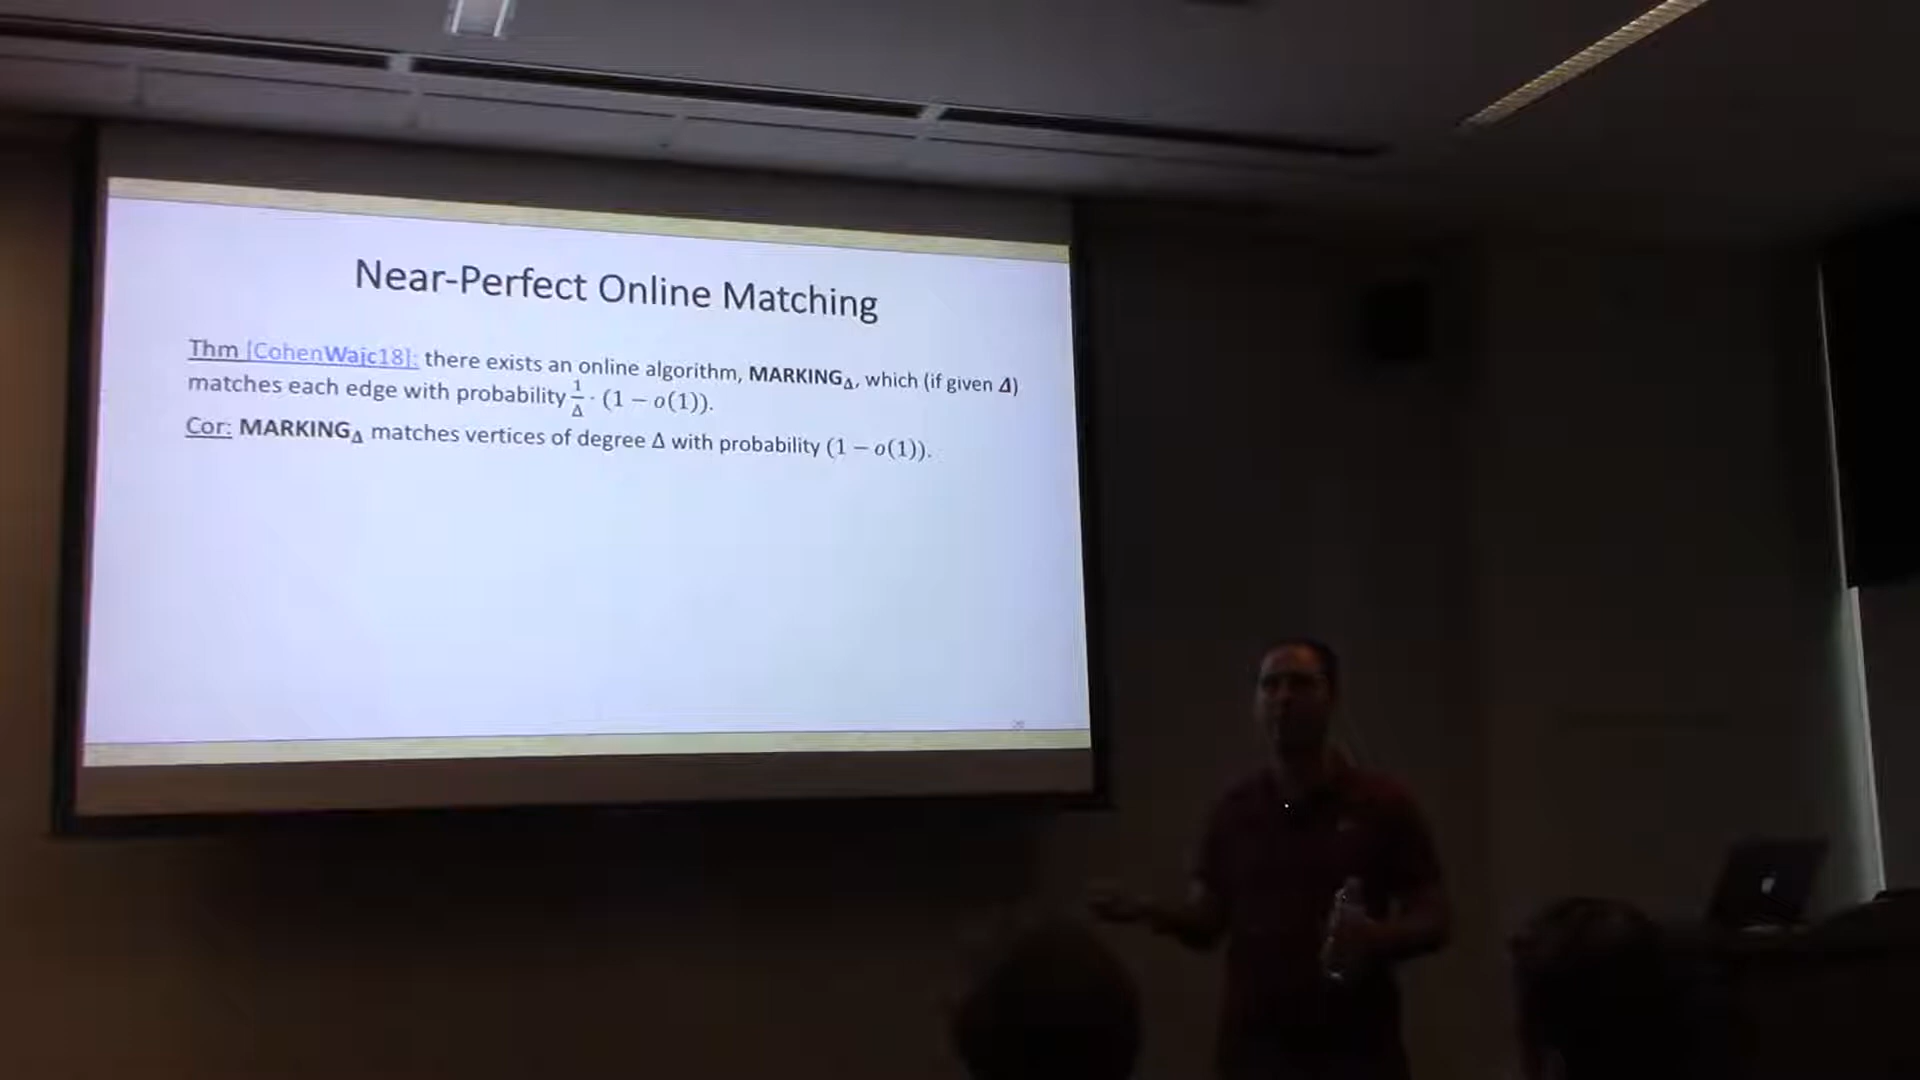 Near-Perfect Online Matching
Thm [CohenWajc18]: there exists an online algorithm, MARKING_Δ, which (if given Δ)
matches each edge with probability 1/Δ · (1 − o(1)).
Cor: MARKING_Δ matches vertices of degree Δ with probability (1 − o(1)).